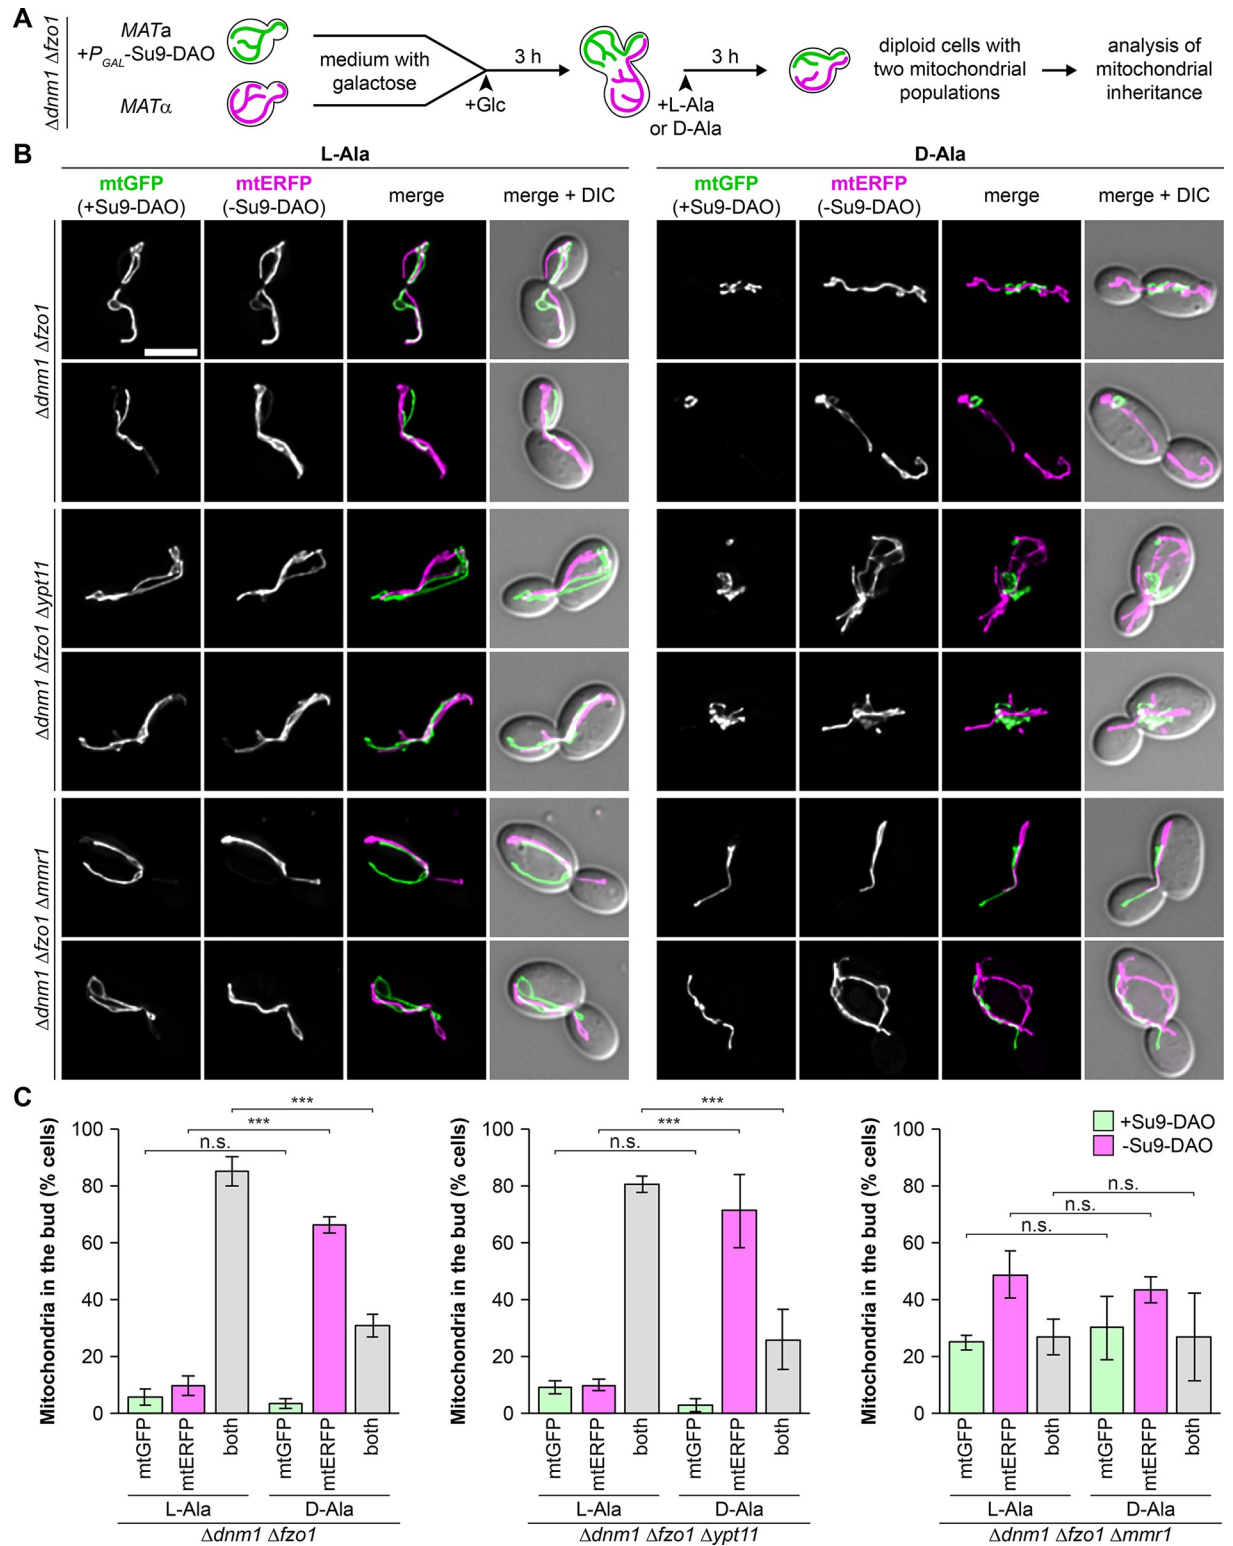 A
Δdnm1 Δfzo1
MATa
+P_GAL-Su9-DAO
MATα
medium with
galactose
3 h
+Glc
3 h
+L-Ala
or D-Ala
diploid cells with
two mitochondrial
populations
analysis of
mitochondrial
inheritance
B
L-Ala
D-Ala
mtGFP
(+Su9-DAO)
mtERFP
(-Su9-DAO)
merge
merge + DIC
mtGFP
(+Su9-DAO)
mtERFP
(-Su9-DAO)
merge
merge + DIC
Δdnm1 Δfzo1
Δdnm1 Δfzo1 Δypt11
Δdnm1 Δfzo1 Δmmr1
C
Mitochondria in the bud (% cells)
100
80
60
40
20
0
***
***
n.s.
mtGFP
mtERFP
both
mtGFP
mtERFP
both
L-Ala
D-Ala
Δdnm1 Δfzo1
Mitochondria in the bud (% cells)
100
80
60
40
20
0
***
***
n.s.
mtGFP
mtERFP
both
mtGFP
mtERFP
both
L-Ala
D-Ala
Δdnm1 Δfzo1 Δypt11
Mitochondria in the bud (% cells)
100
80
60
40
20
0
+Su9-DAO
-Su9-DAO
n.s.
n.s.
n.s.
mtGFP
mtERFP
both
mtGFP
mtERFP
both
L-Ala
D-Ala
Δdnm1 Δfzo1 Δmmr1